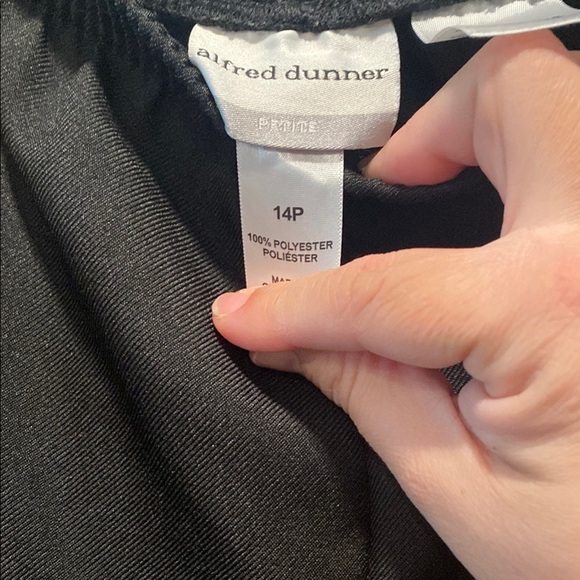 alfred dunner
PETITE
14P
100% POLYESTER
POLIÉSTER